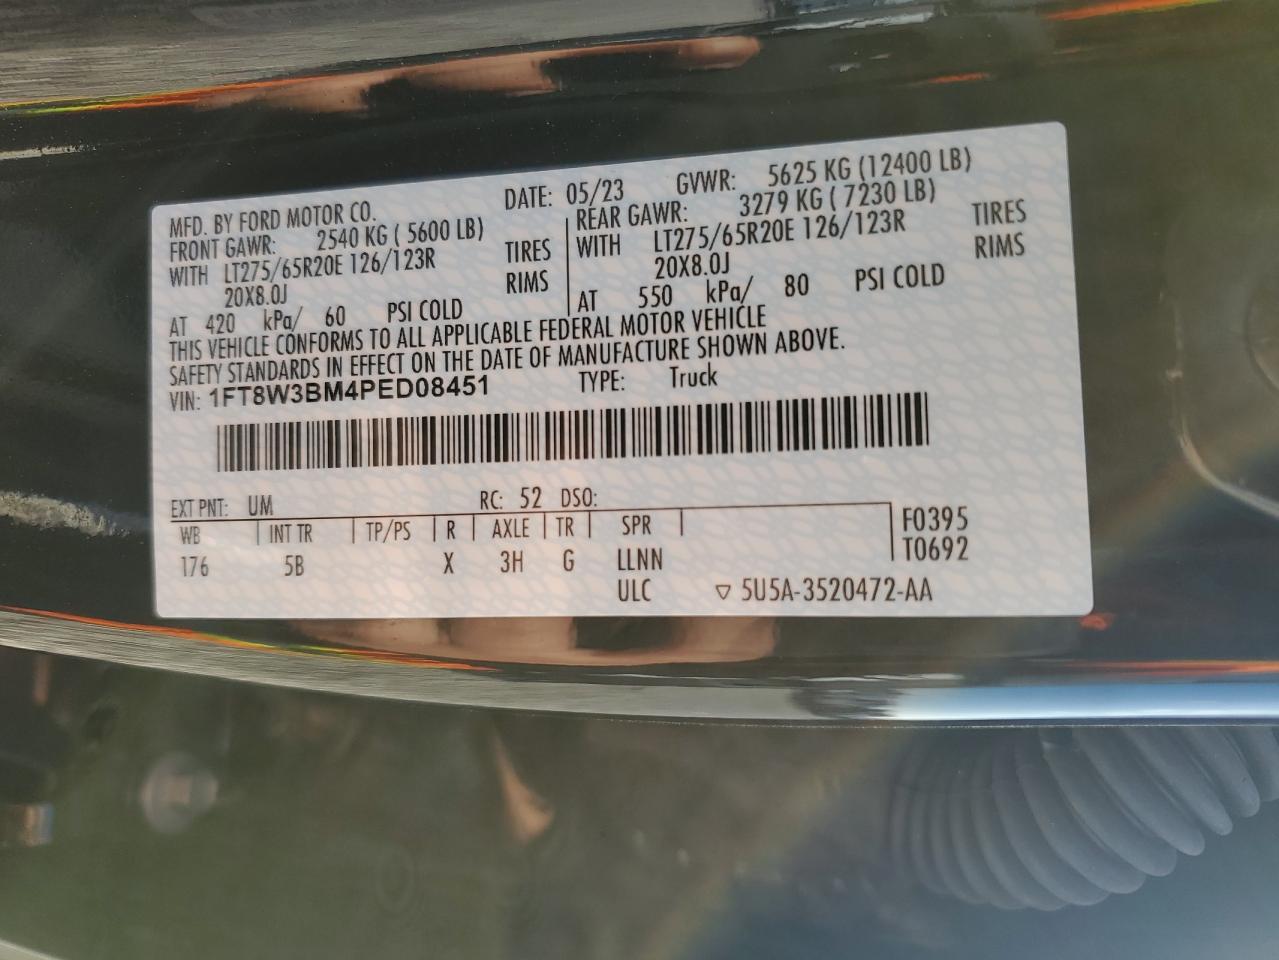 MFD. BY FORD MOTOR CO. DATE: 05/23 GVWR: 5625 KG (12400 LB)
FRONT GAWR: 2540 KG ( 5600 LB) REAR GAWR: 3279 KG ( 7230 LB)
WITH LT275/65R20E 126/123R TIRES WITH LT275/65R20E 126/123R TIRES
20X8.0J RIMS 20X8.0J RIMS
AT 420 kPa/ 60 PSI COLD AT 550 kPa/ 80 PSI COLD
THIS VEHICLE CONFORMS TO ALL APPLICABLE FEDERAL MOTOR VEHICLE
SAFETY STANDARDS IN EFFECT ON THE DATE OF MANUFACTURE SHOWN ABOVE.
VIN: 1FT8W3BM4PED08451 TYPE: Truck
EXT PNT: UM RC: 52 DSO:
WB INT TR TP/PS R AXLE TR SPR F0395
176 5B X 3H G LLNN T0692
ULC ▽ 5U5A-3520472-AA